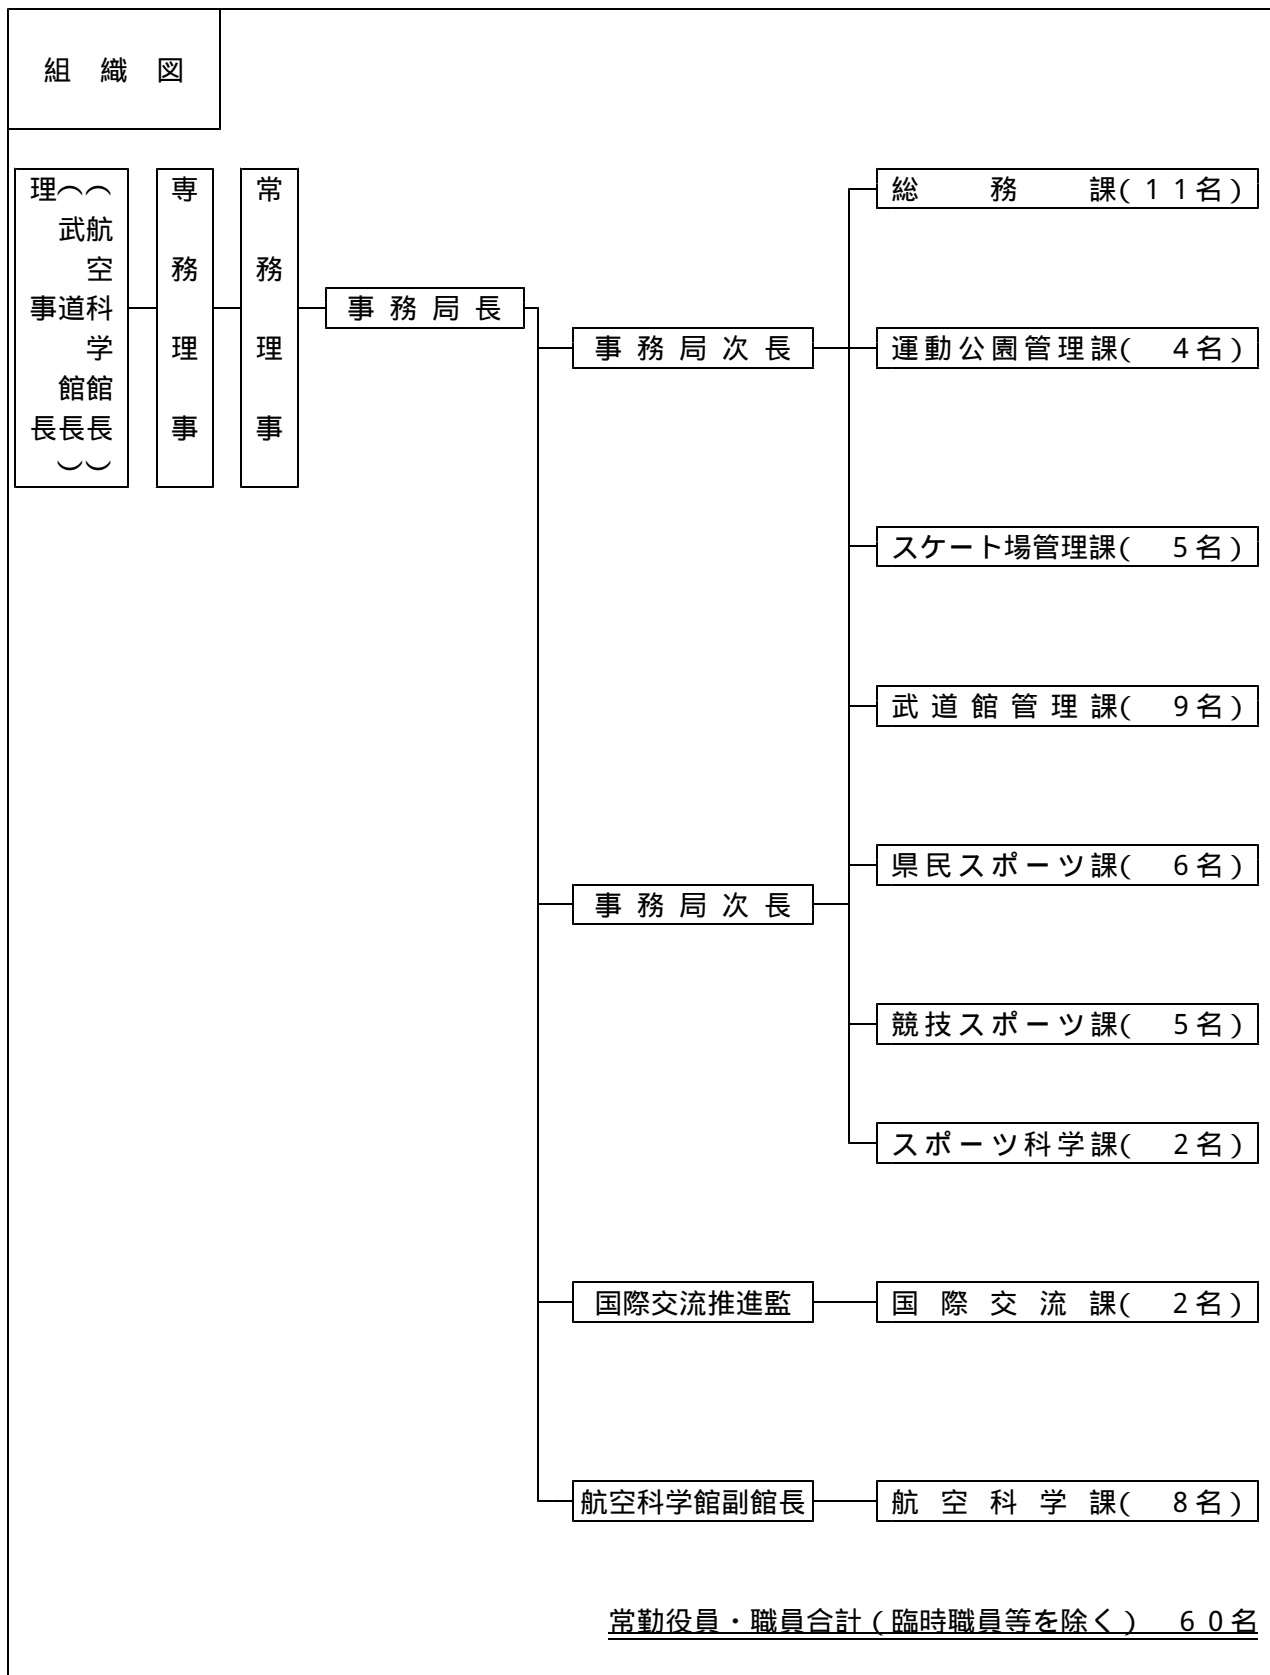 組織図
理事長
（武道館館長）
（航空科学館長）
専務理事
常務理事
事務局長
事務局次長
総務課(11名)
運動公園管理課(4名)
スケート場管理課(5名)
武道館管理課(9名)
県民スポーツ課(6名)
事務局次長
競技スポーツ課(5名)
スポーツ科学課(2名)
国際交流推進監
国際交流課(2名)
航空科学館副館長
航空科学課(8名)
常勤役員・職員合計(臨時職員等を除く) 60名